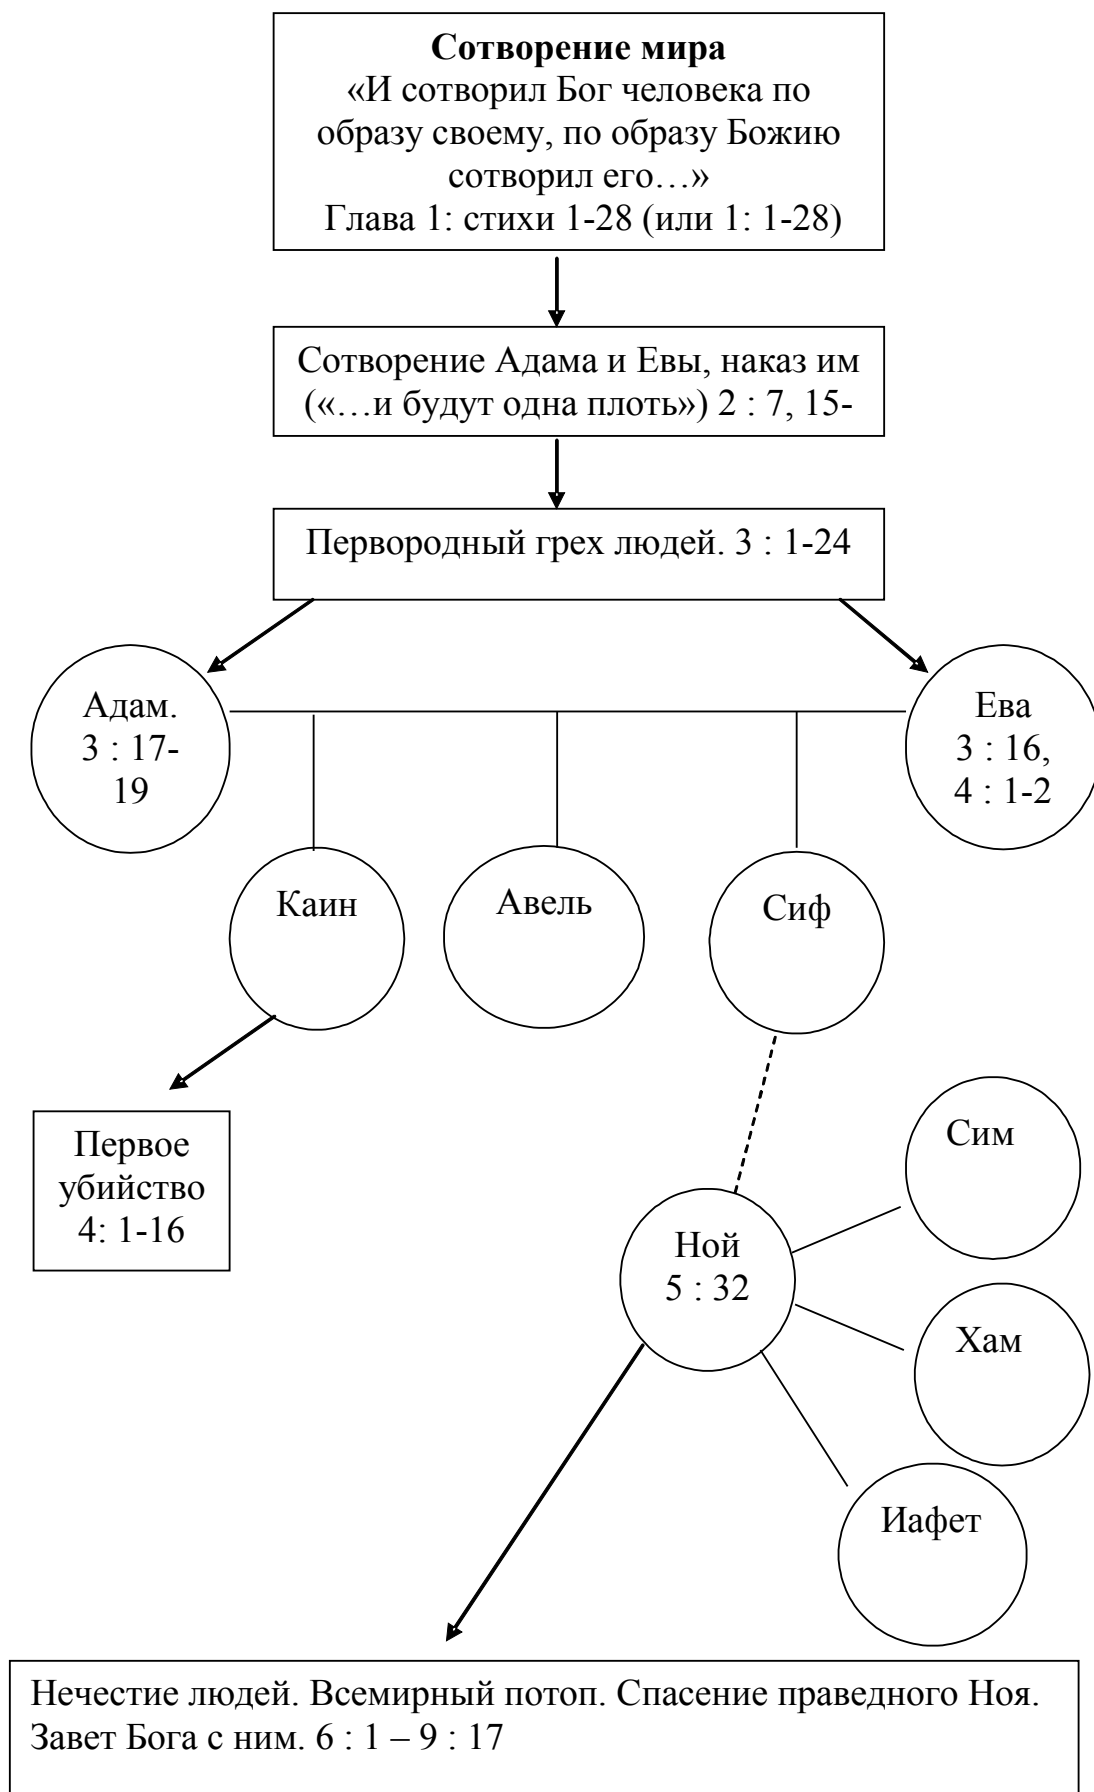 Сотворение мира
«И сотворил Бог человека по
образу своему, по образу Божию
сотворил его…»
Глава 1: стихи 1-28 (или 1: 1-28)
Сотворение Адама и Евы, наказ им
(«…и будут одна плоть») 2 : 7, 15-
Первородный грех людей. 3 : 1-24
Адам.
3 : 17-
19
Ева
3 : 16,
4 : 1-2
Каин
Авель
Сиф
Первое
убийство
4: 1-16
Ной
5 : 32
Сим
Хам
Иафет
Нечестие людей. Всемирный потоп. Спасение праведного Ноя.
Завет Бога с ним. 6 : 1 – 9 : 17